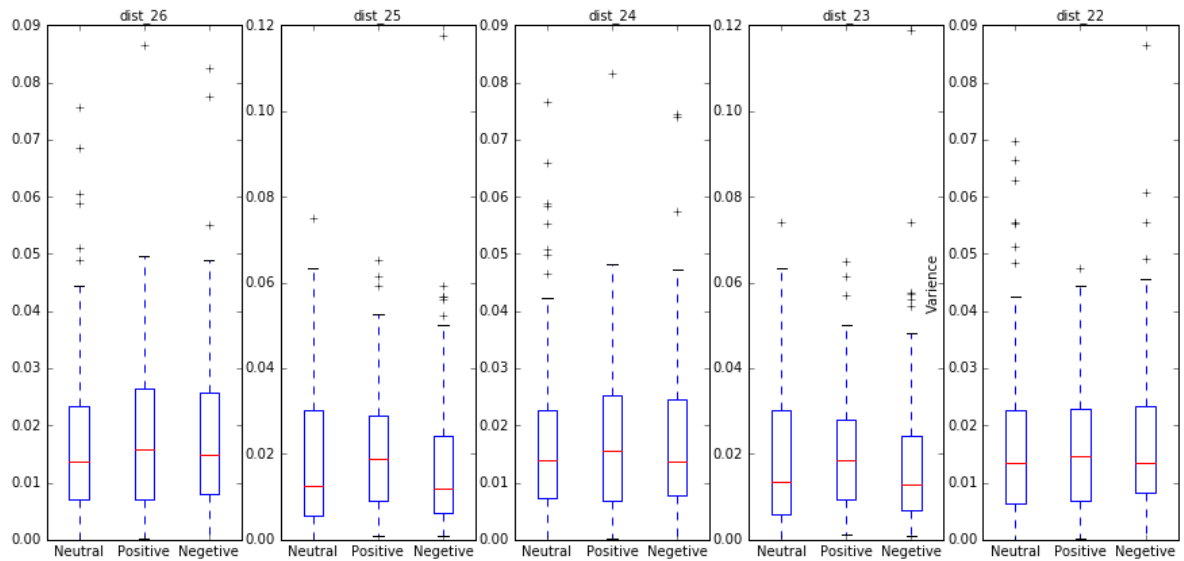 dist_26 dist_25 dist_24 dist_23 dist_22
0.09 0.12 0.09 0.12 0.09
0.08 0.08 0.08
0.10 0.10
0.07 0.07 0.07
0.06 0.08 0.06 0.08 0.06
0.05 0.05 0.05
0.06 0.06
Varience
0.04 0.04 0.04
0.04 0.04
0.03 0.03 0.03
0.02 0.02 0.02
0.02 0.02
0.01 0.01 0.01
0.00 0.00 0.00 0.00 0.00
Neutral Positive Negetive Neutral Positive Negetive Neutral Positive Negetive Neutral Positive Negetive Neutral Positive Negetive